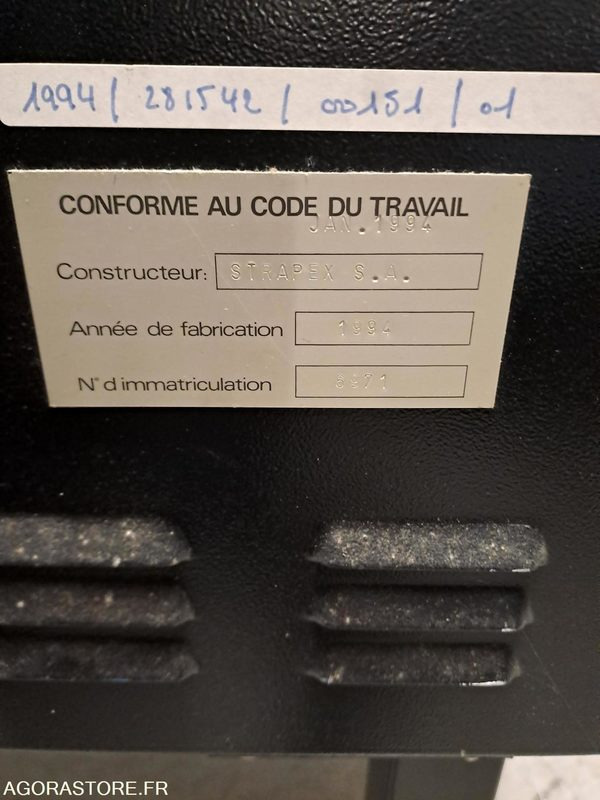 1994 / 281542 / 00151 / 01
CONFORME AU CODE DU TRAVAIL
JAN.1994
Constructeur: STRAPEX S.A.
Année de fabrication 1994
N° d immatriculation 6971
AGORASTORE.FR